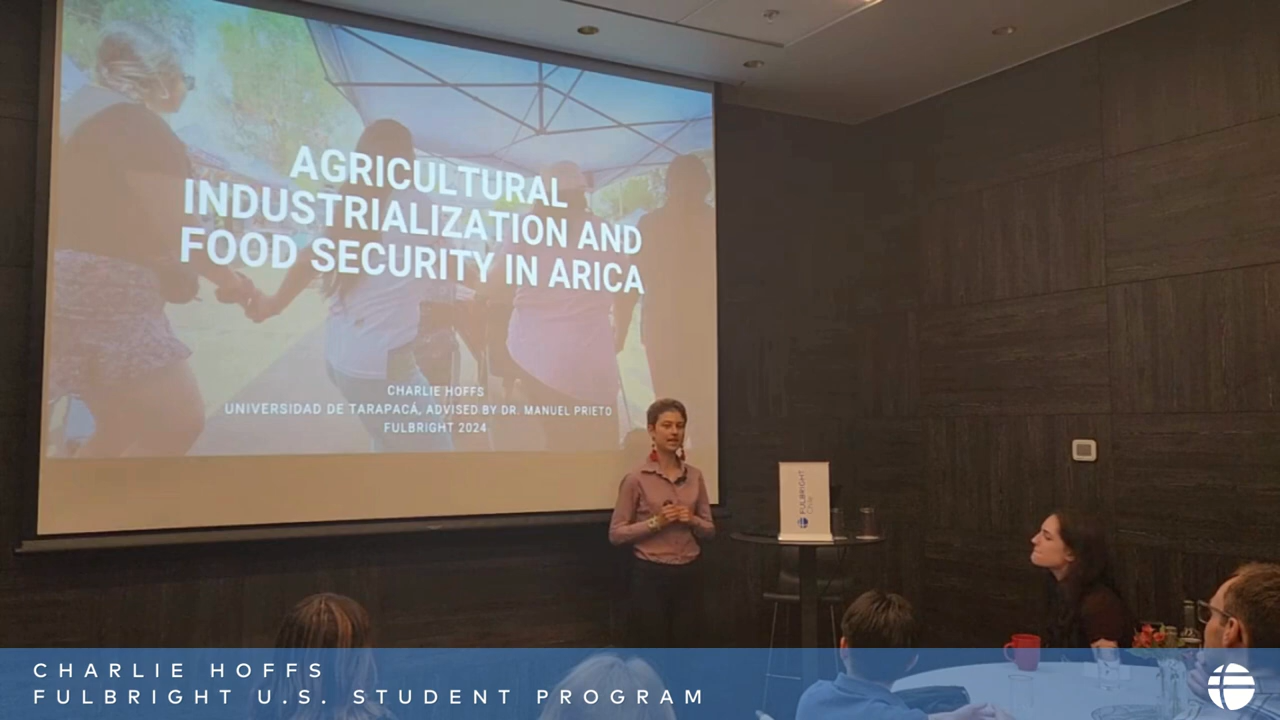 AGRICULTURAL
INDUSTRIALIZATION AND
FOOD SECURITY IN ARICA
CHARLIE HOFFS
UNIVERSIDAD DE TARAPACÁ, ADVISED BY DR. MANUEL PRIETO
FULBRIGHT 2024
FULBRIGHT
CHARLIE HOFFS
FULBRIGHT U.S. STUDENT PROGRAM